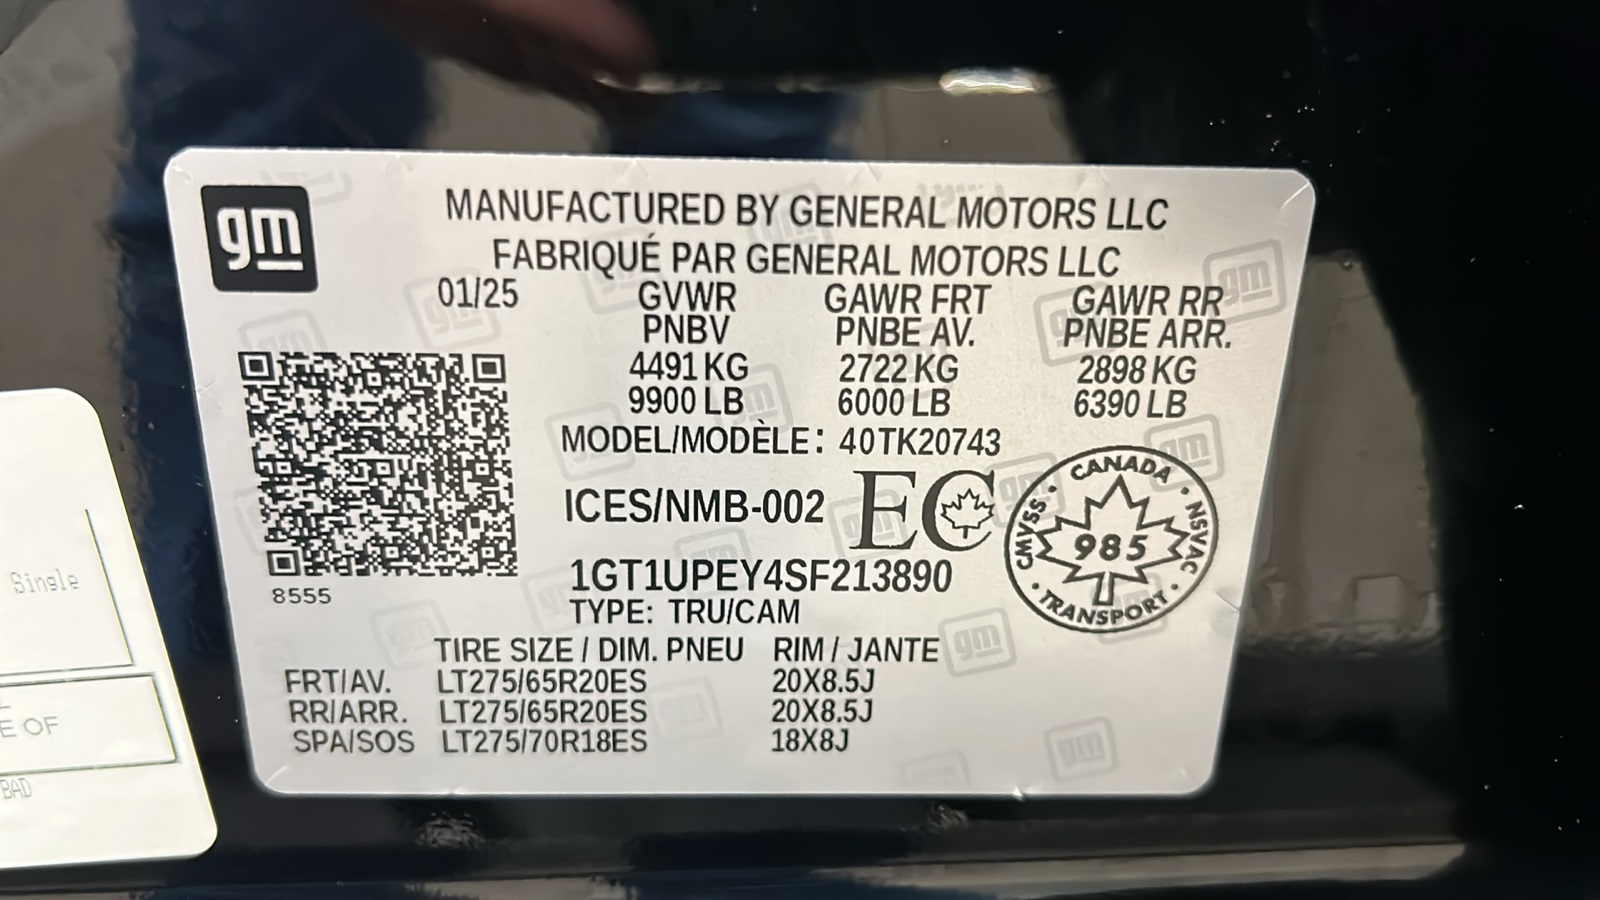 gm
MANUFACTURED BY GENERAL MOTORS LLC
FABRIQUÉ PAR GENERAL MOTORS LLC
01/25 GVWR GAWR FRT GAWR RR
PNBV PNBE AV. PNBE ARR.
4491 KG 2722 KG 2898 KG
9900 LB 6000 LB 6390 LB
MODEL/MODÈLE: 40TK20743
ICES/NMB-002 EC
CANADA
CMVSS NSVAC
985
TRANSPORT
1GT1UPEY4SF213890
8555
TYPE: TRU/CAM
TIRE SIZE / DIM. PNEU RIM / JANTE
FRT/AV. LT275/65R20ES 20X8.5J
RR/ARR. LT275/65R20ES 20X8.5J
SPA/SOS LT275/70R18ES 18X8J
Single
E OF
BAD